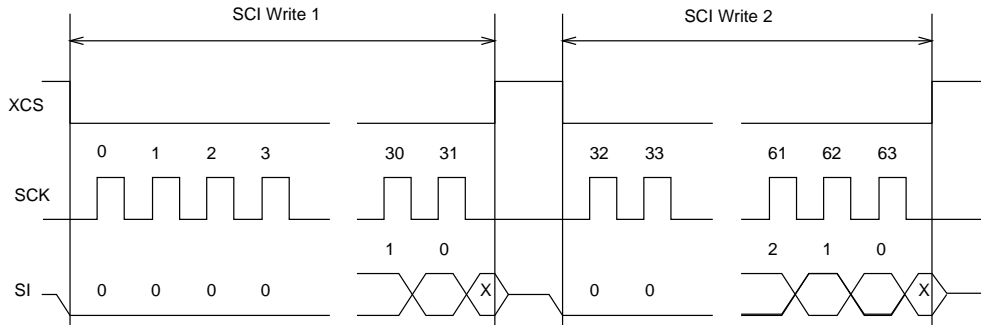 SCI Write 1 SCI Write 2
XCS
0 1 2 3 30 31 32 33 61 62 63
SCK
1 0 2 1 0
SI 0 0 0 0 X 0 0 X